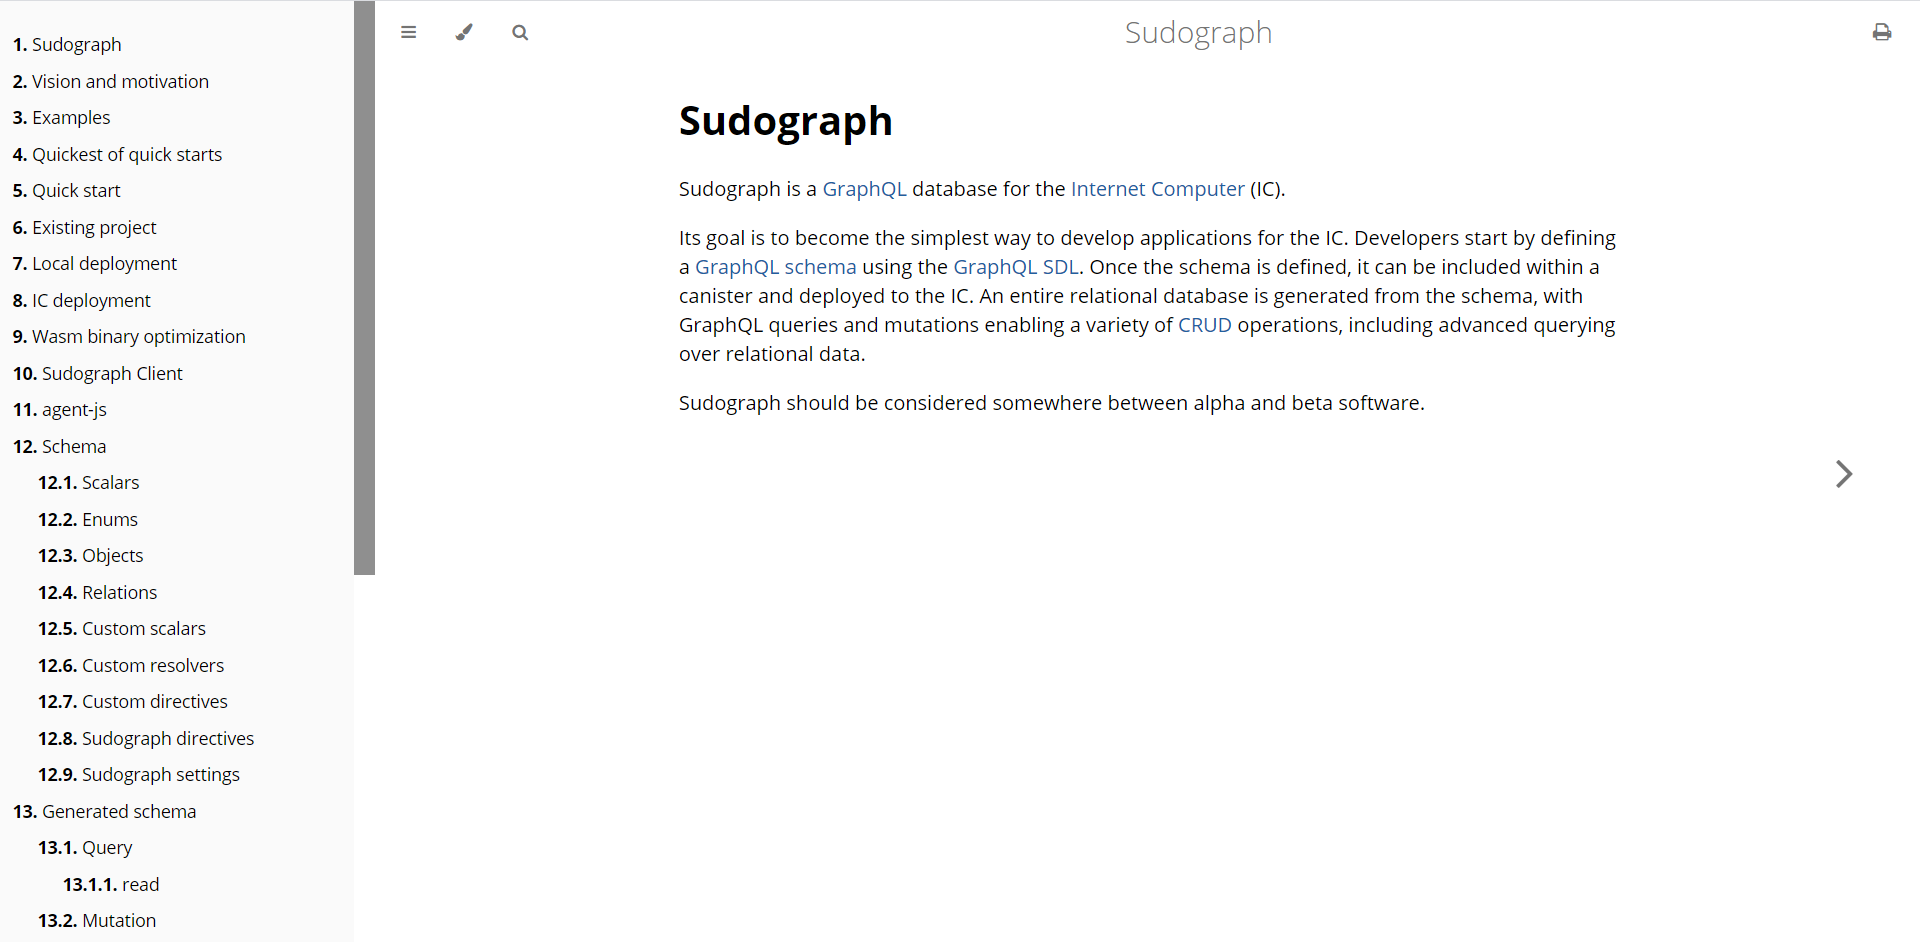 1. Sudograph
2. Vision and motivation
3. Examples
4. Quickest of quick starts
5. Quick start
6. Existing project
7. Local deployment
8. IC deployment
9. Wasm binary optimization
10. Sudograph Client
11. agent-js
12. Schema
12.1. Scalars
12.2. Enums
12.3. Objects
12.4. Relations
12.5. Custom scalars
12.6. Custom resolvers
12.7. Custom directives
12.8. Sudograph directives
12.9. Sudograph settings
13. Generated schema
13.1. Query
13.1.1. read
13.2. Mutation
Sudograph
Sudograph
Sudograph is a GraphQL database for the Internet Computer (IC).
Its goal is to become the simplest way to develop applications for the IC. Developers start by defining
a GraphQL schema using the GraphQL SDL. Once the schema is defined, it can be included within a
canister and deployed to the IC. An entire relational database is generated from the schema, with
GraphQL queries and mutations enabling a variety of CRUD operations, including advanced querying
over relational data.
Sudograph should be considered somewhere between alpha and beta software.